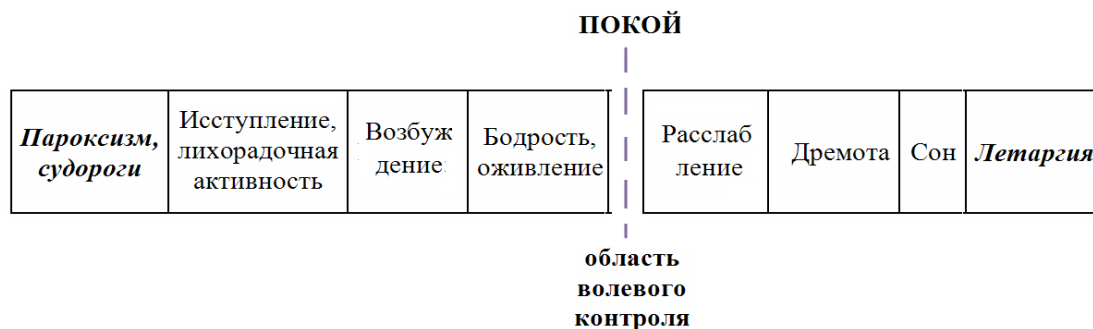 ПОКОЙ
Пароксизм,
судороги
Исступление,
лихорадочная
активность
Возбуж
дение
Бодрость,
оживление
Расслаб
ление
Дремота
Сон
Летаргия
область
волевого
контроля